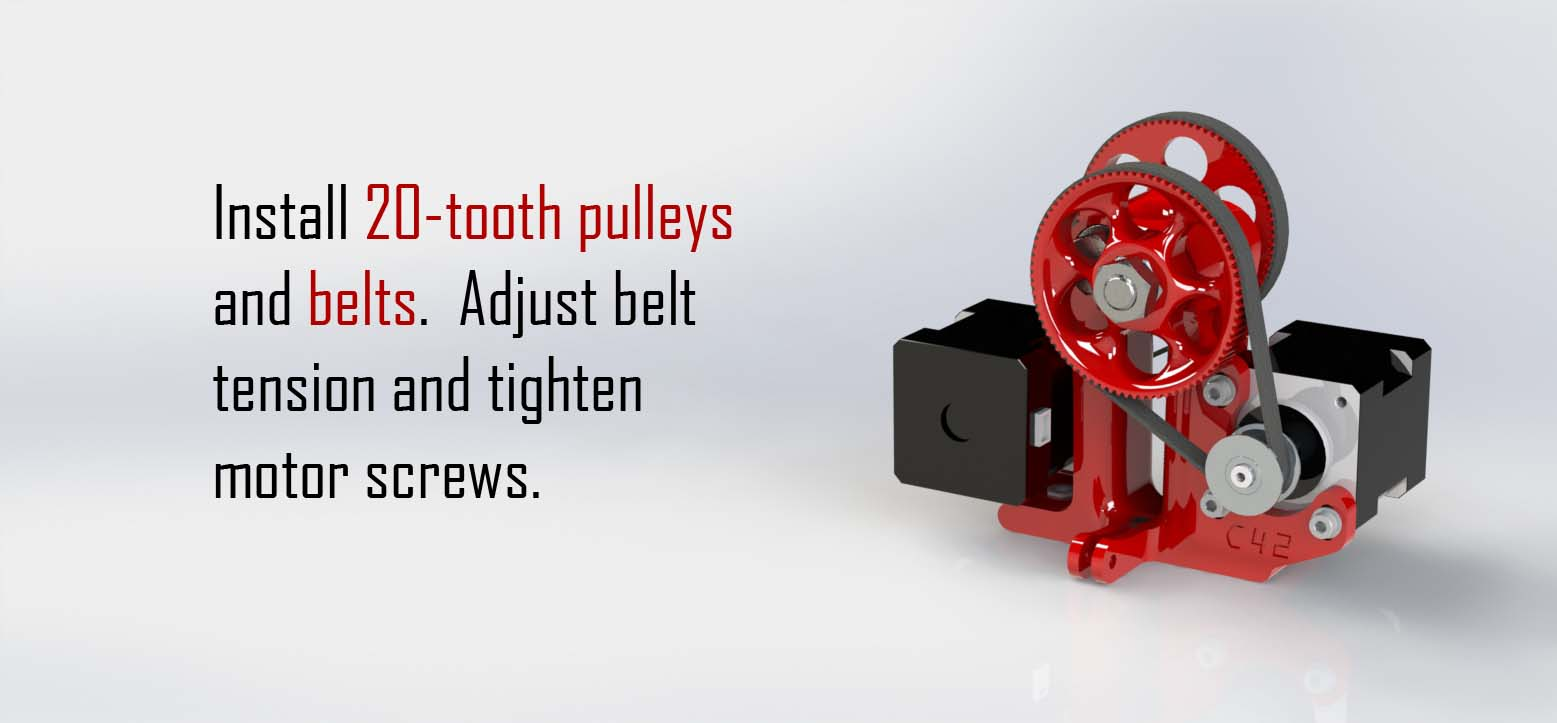 Install 20-tooth pulleys
and belts.  Adjust belt
tension and tighten
motor screws.
C42